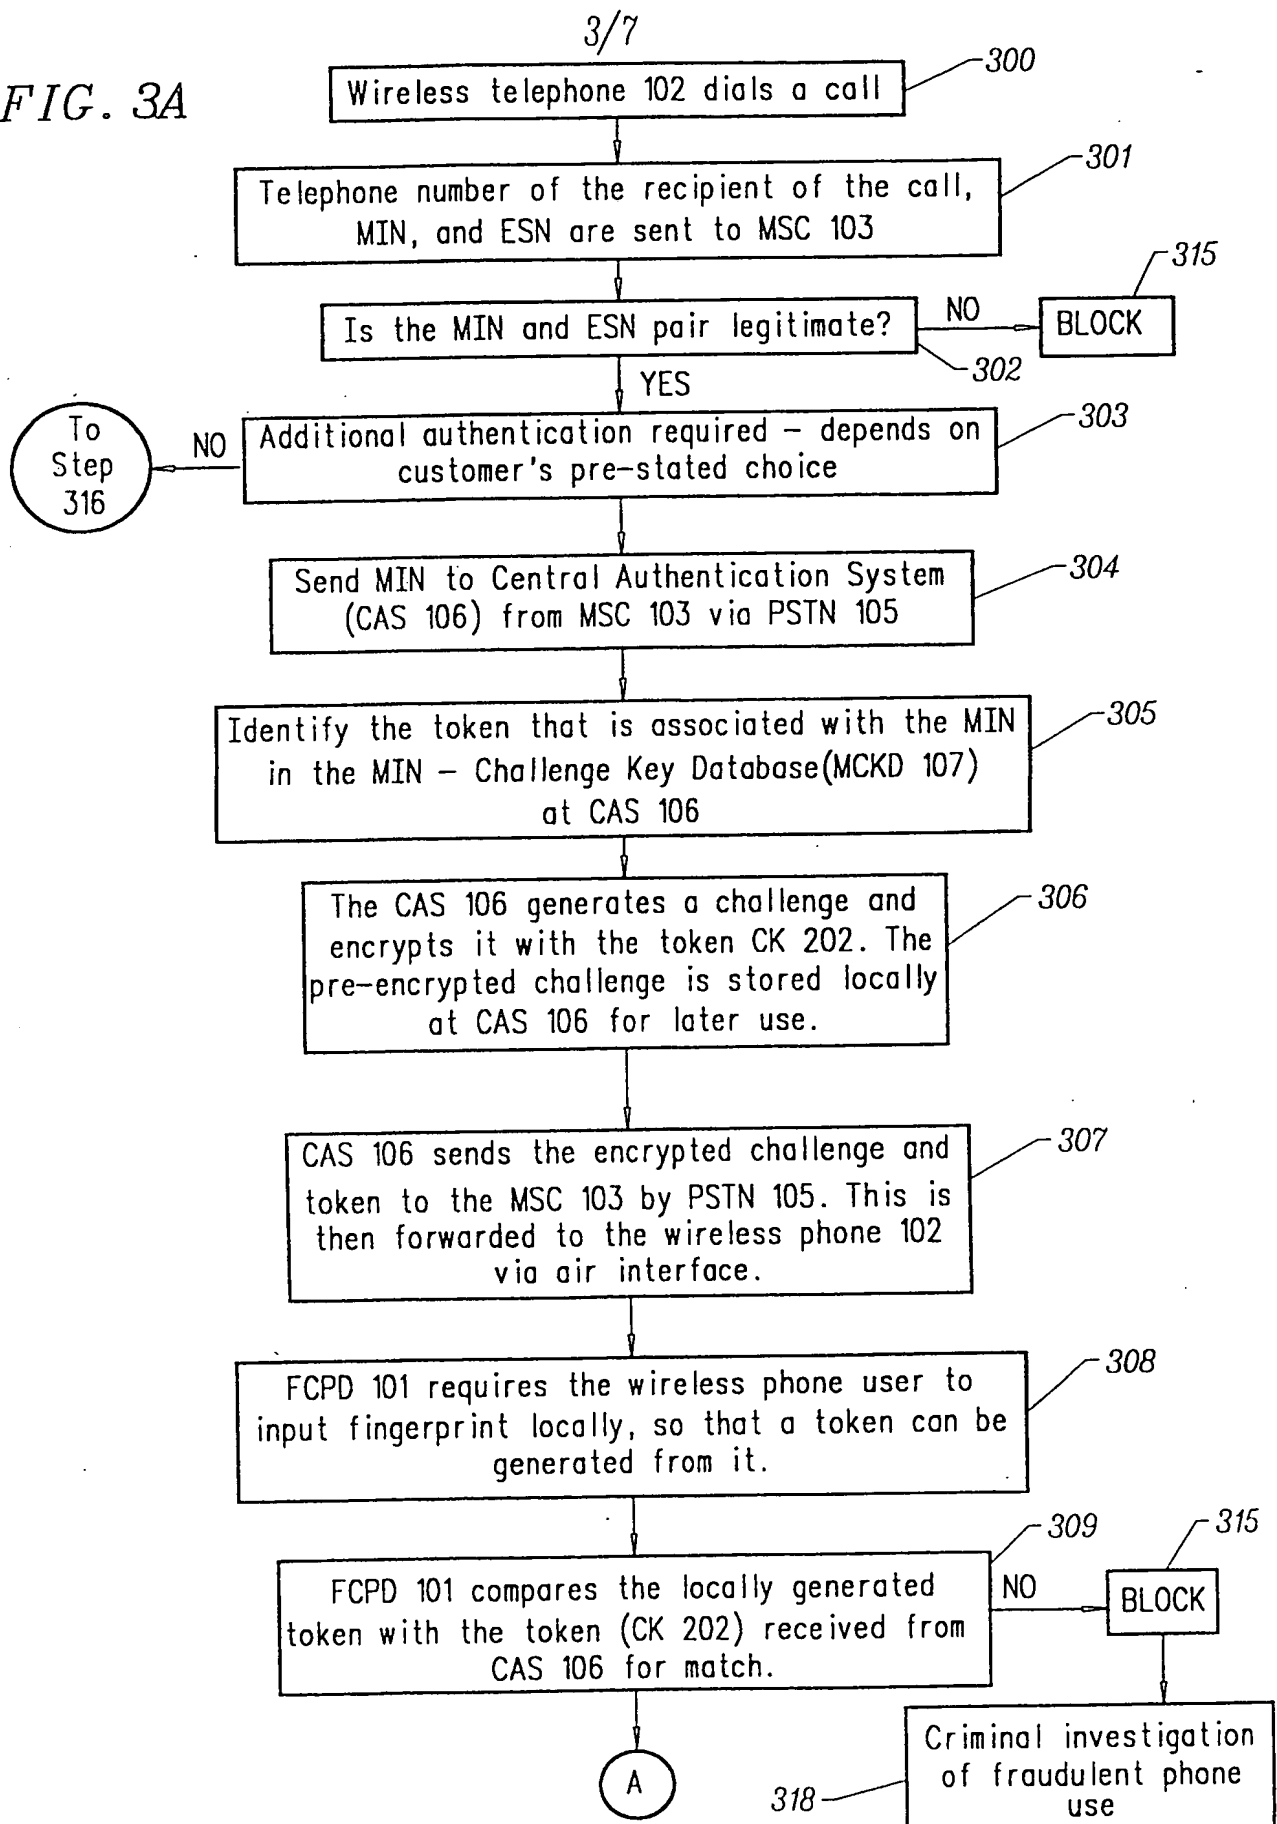 3/7
FIG. 3A
300
Wireless telephone 102 dials a call
301
Telephone number of the recipient of the call,
MIN, and ESN are sent to MSC 103
315
Is the MIN and ESN pair legitimate?
NO
BLOCK
302
YES
To
Step
316
NO
303
Additional authentication required – depends on
customer's pre-stated choice
304
Send MIN to Central Authentication System
(CAS 106) from MSC 103 via PSTN 105
305
Identify the token that is associated with the MIN
in the MIN – Challenge Key Database(MCKD 107)
at CAS 106
306
The CAS 106 generates a challenge and
encrypts it with the token CK 202. The
pre-encrypted challenge is stored locally
at CAS 106 for later use.
307
CAS 106 sends the encrypted challenge and
token to the MSC 103 by PSTN 105. This is
then forwarded to the wireless phone 102
via air interface.
308
FCPD 101 requires the wireless phone user to
input fingerprint locally, so that a token can be
generated from it.
309
315
FCPD 101 compares the locally generated
token with the token (CK 202) received from
CAS 106 for match.
NO
BLOCK
A
318
Criminal investigation
of fraudulent phone
use